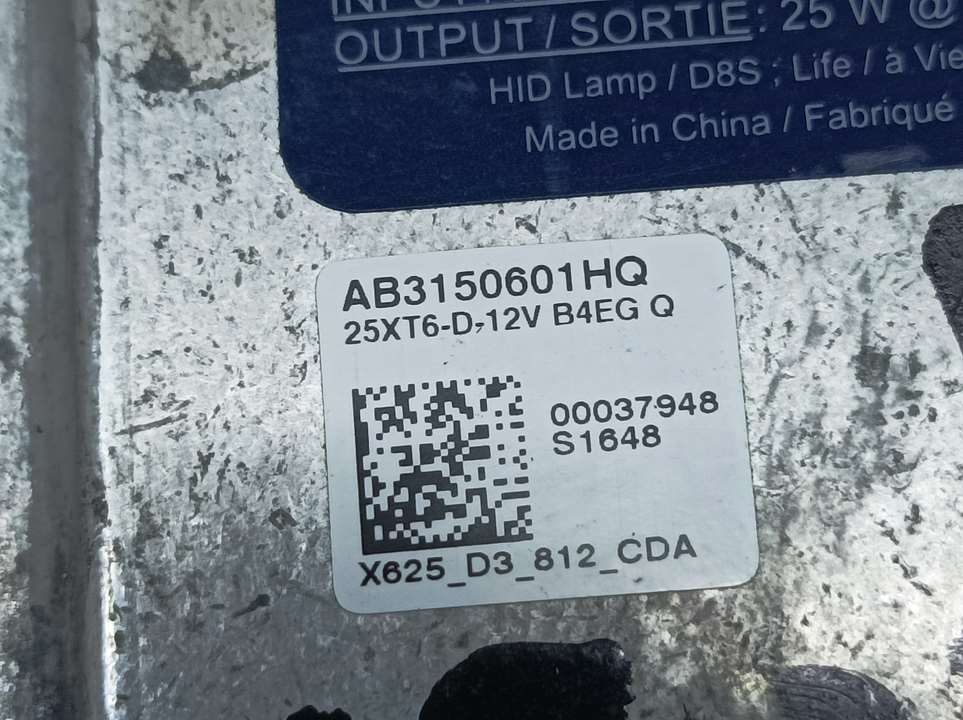 OUTPUT / SORTIE: 25 W @
HID Lamp / D8S ; Life / à Vie
Made in China / Fabriqué
AB3150601HQ
25XT6-D-12V B4EG Q
00037948
S1648
X625_D3_812_CDA